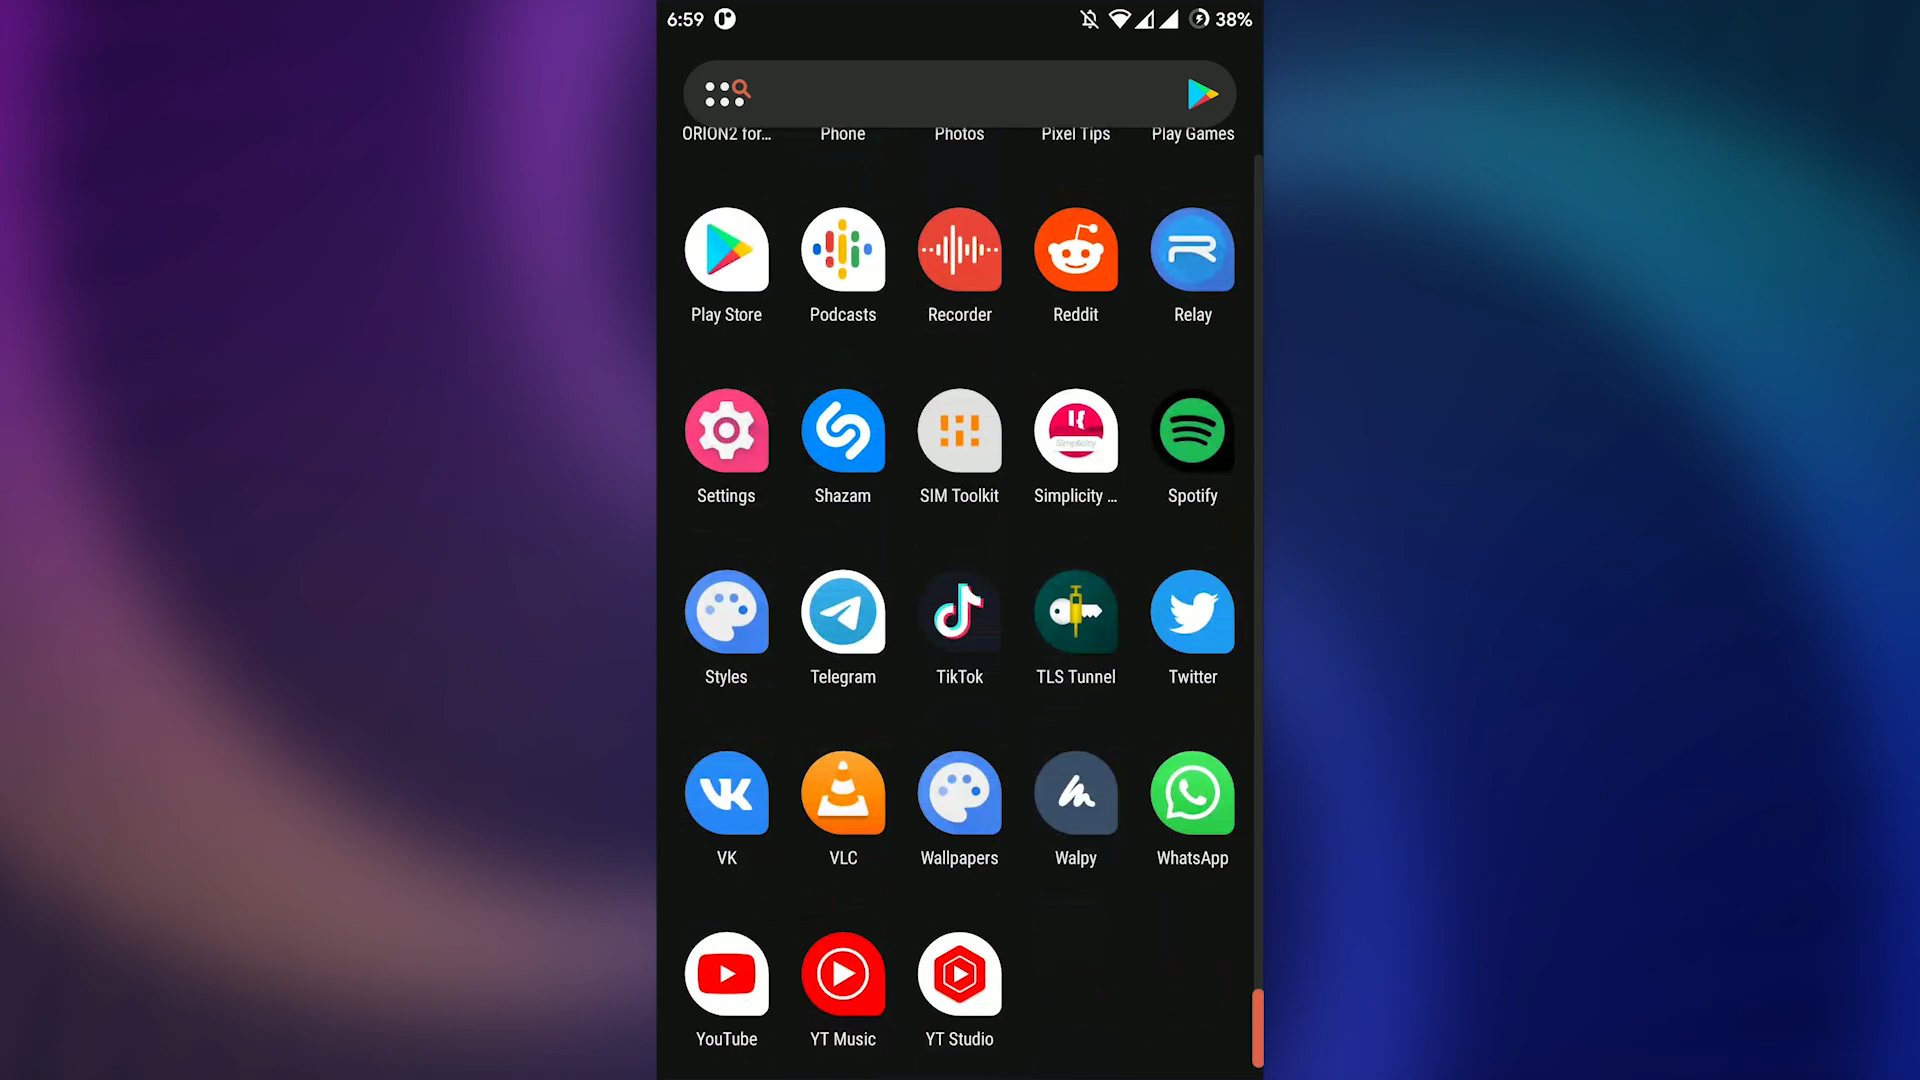 6:59 38%
ORION2 for... Phone Photos Pixel Tips Play Games
Play Store Podcasts Recorder Reddit Relay
Simplicity
Settings Shazam SIM Toolkit Simplicity ... Spotify
Styles Telegram TikTok TLS Tunnel Twitter
VK
VK VLC Wallpapers Walpy WhatsApp
YouTube YT Music YT Studio